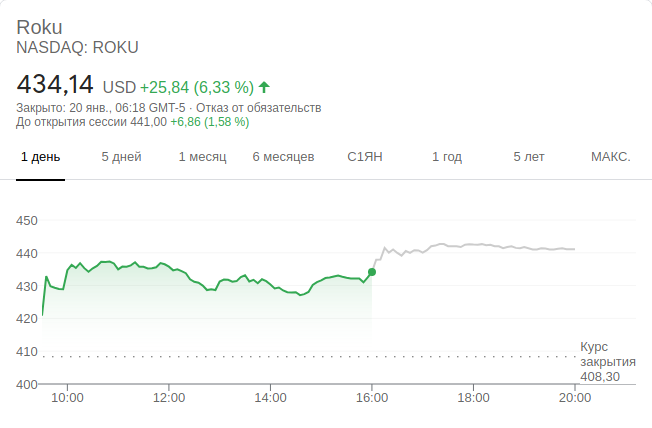 Roku
NASDAQ: ROKU
434,14 USD +25,84 (6,33 %)
Закрыто: 20 янв., 06:18 GMT-5 · Отказ от обязательств
До открытия сессии 441,00 +6,86 (1,58 %)
1 день 5 дней 1 месяц 6 месяцев С1ЯН 1 год 5 лет МАКС.
450
440
430
420
410
400
Курс
закрытия
408,30
10:00 12:00 14:00 16:00 18:00 20:00